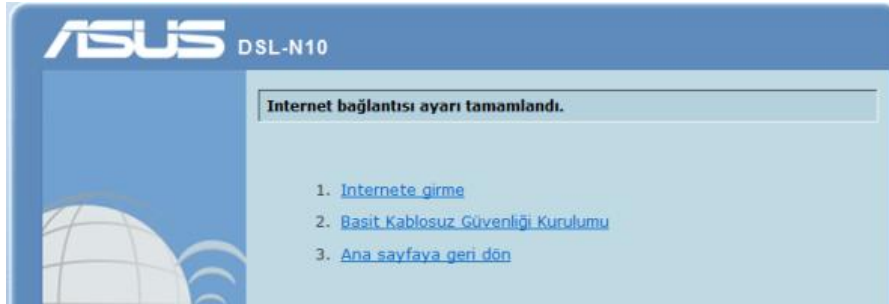 ASUS DSL-N10
Internet bağlantısı ayarı tamamlandı.
1. Internete girme
2. Basit Kablosuz Güvenliği Kurulumu
3. Ana sayfaya geri dön